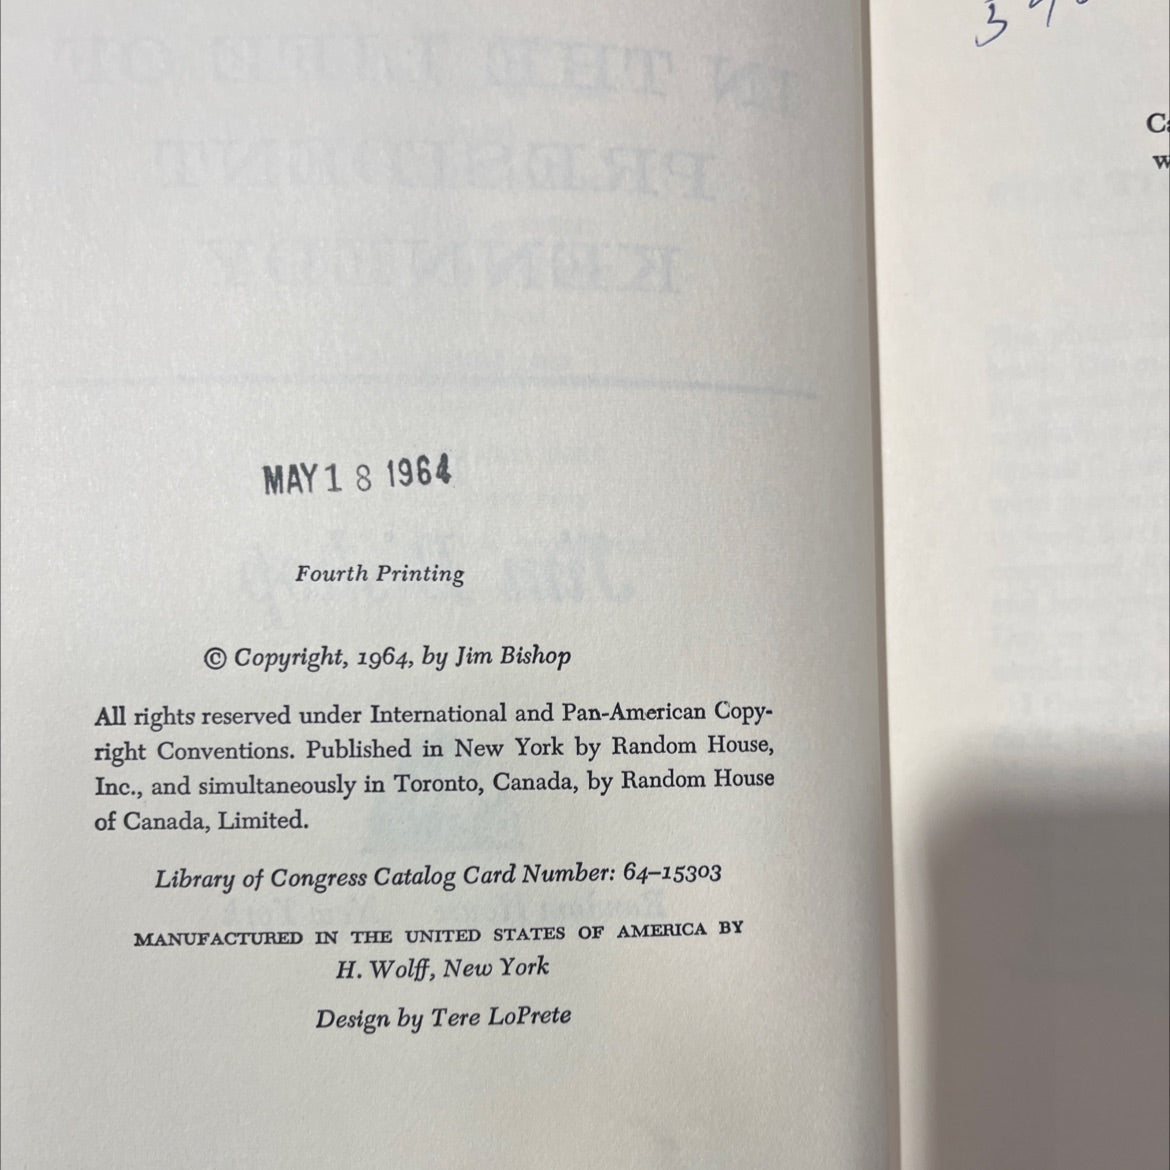 MAY 18 1964
Fourth Printing
© Copyright, 1964, by Jim Bishop
All rights reserved under International and Pan-American Copy-
right Conventions. Published in New York by Random House,
Inc., and simultaneously in Toronto, Canada, by Random House
of Canada, Limited.
Library of Congress Catalog Card Number: 64–15303
MANUFACTURED IN THE UNITED STATES OF AMERICA BY
H. Wolff, New York
Design by Tere LoPrete